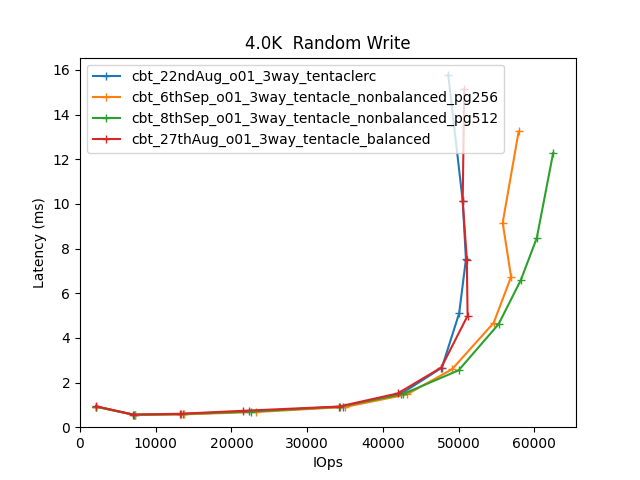 4.0K  Random Write
cbt_22ndAug_o01_3way_tentaclerc
cbt_6thSep_o01_3way_tentacle_nonbalanced_pg256
cbt_8thSep_o01_3way_tentacle_nonbalanced_pg512
cbt_27thAug_o01_3way_tentacle_balanced
Latency (ms)
16
14
12
10
8
6
4
2
0
0 10000 20000 30000 40000 50000 60000
IOps